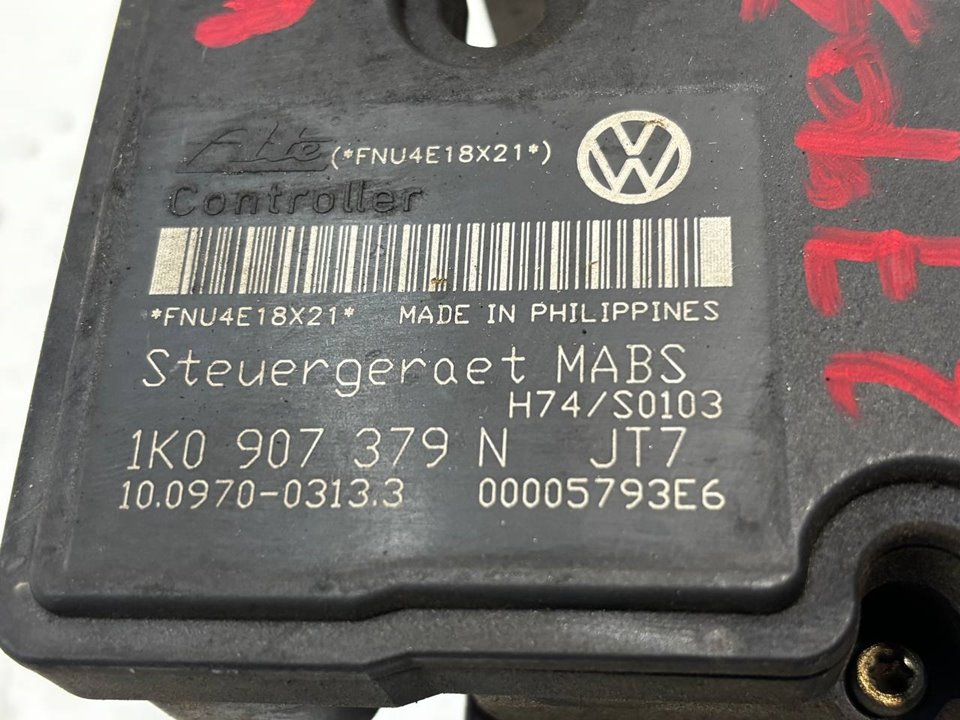 Ate (*FNU4E18X21*)
Controller
*FNU4E18X21* MADE IN PHILIPPINES
Steuergeraet MABS
H74/S0103
1K0 907 379 N JT7
10.0970-0313.3 00005793E6